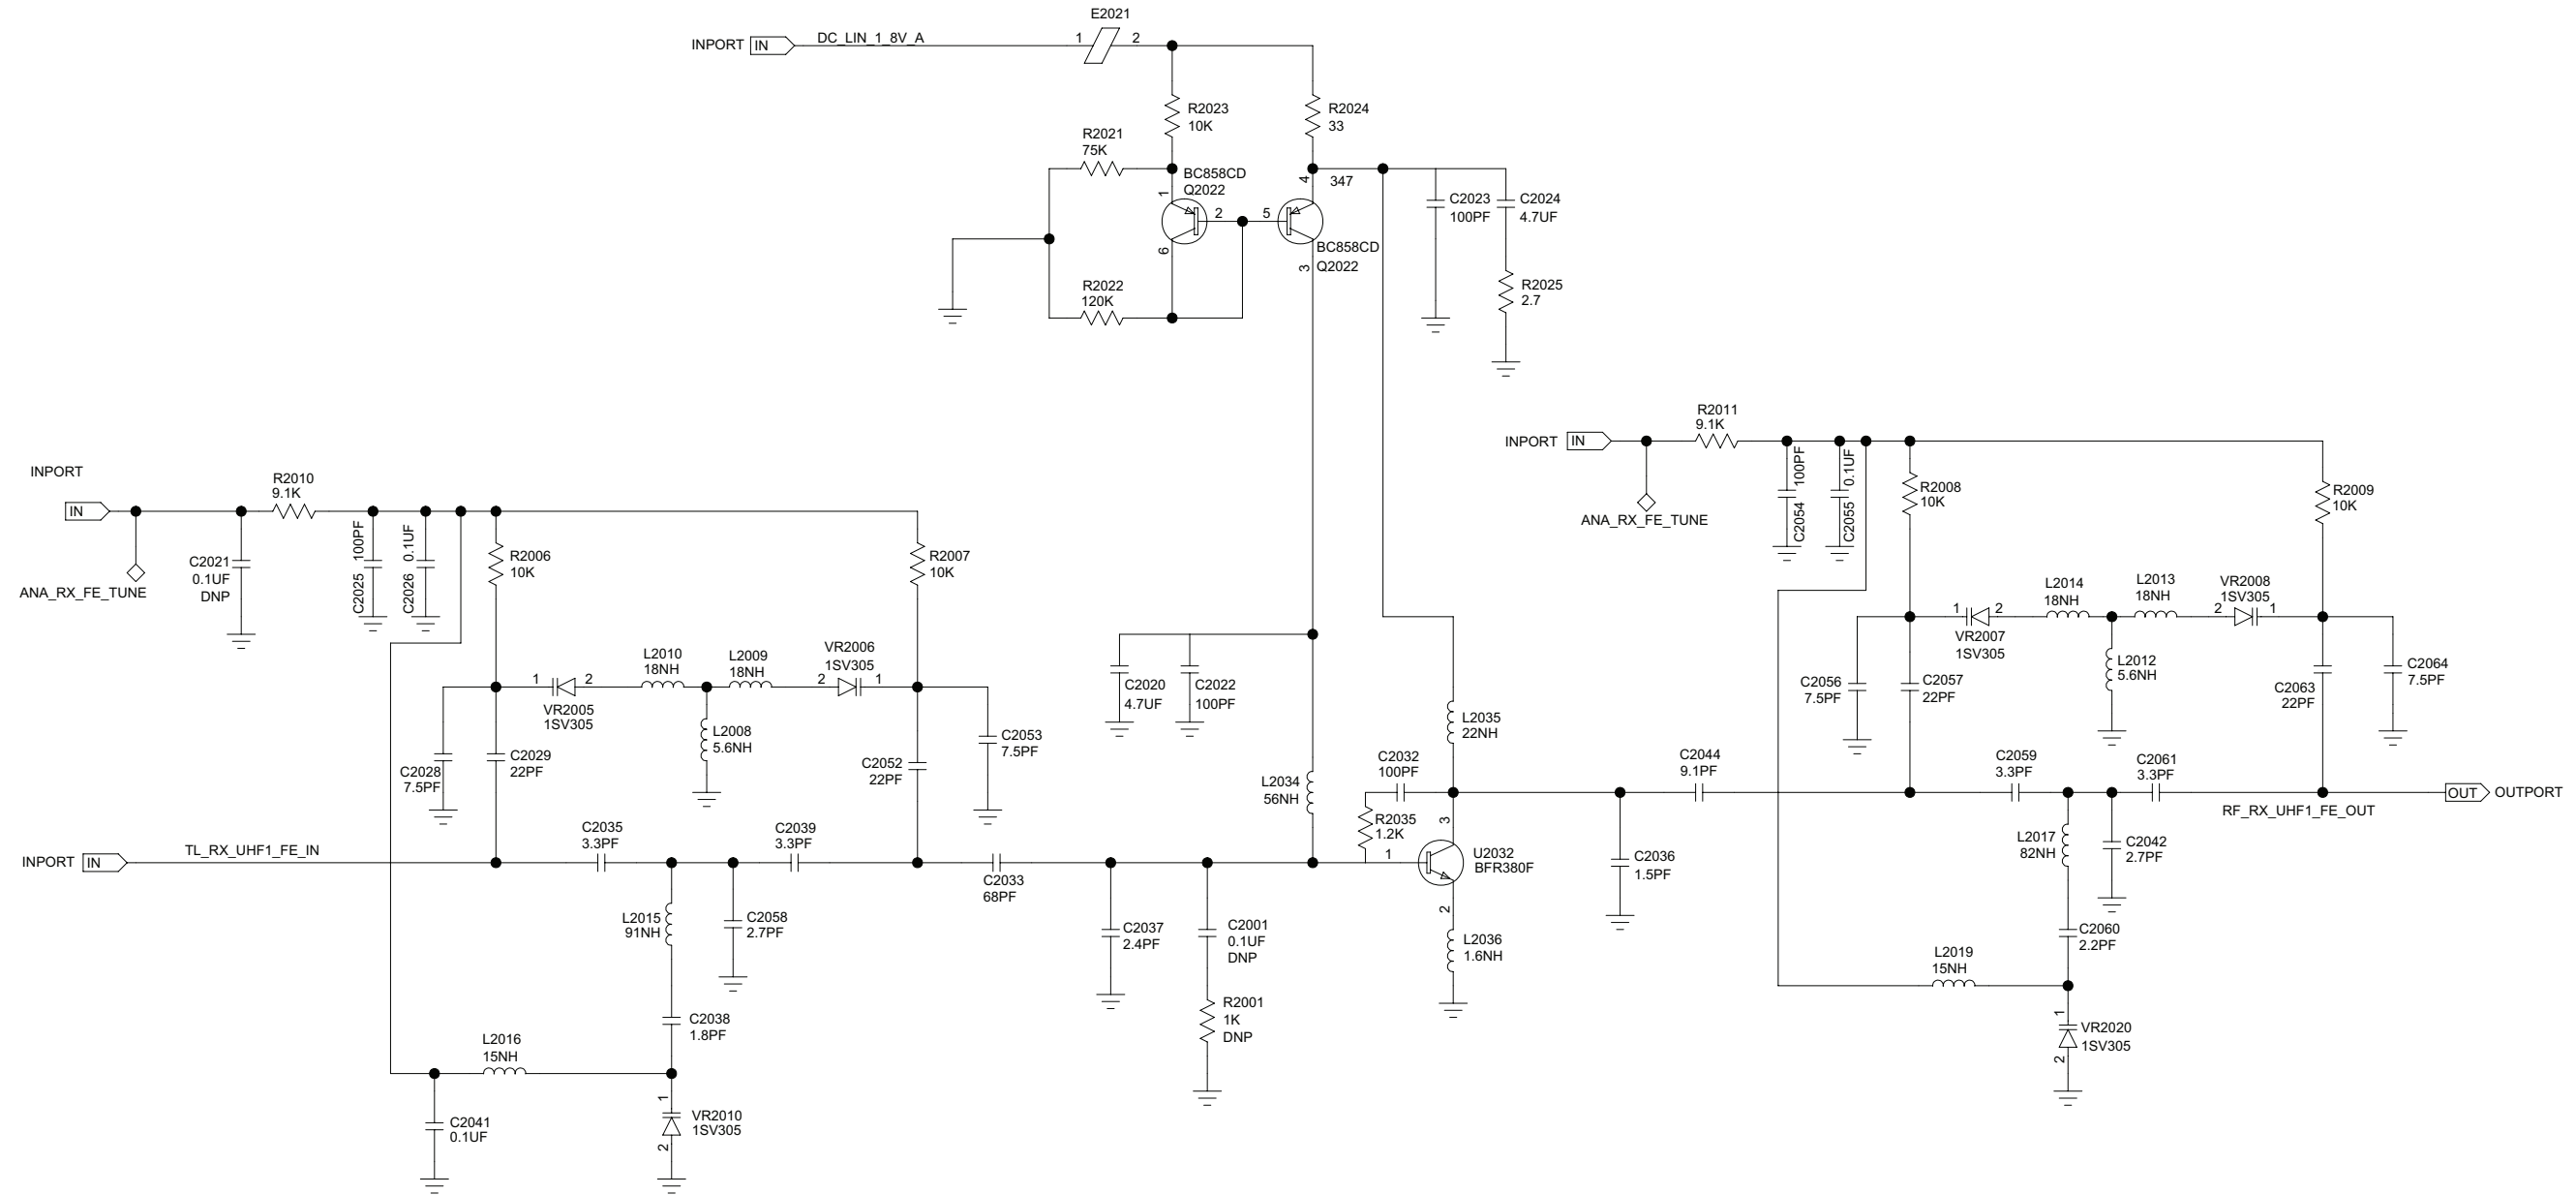 E2021
INPORT IN DC_LIN_1_8V_A 1 2
R2023
10K
R2024
33
R2021
75K
BC858CD
Q2022
1
2
6
4
347
5
3
BC858CD
Q2022
C2023
100PF
C2024
4.7UF
R2022
120K
R2025
2.7
INPORT IN
R2011
9.1K
ANA_RX_FE_TUNE
C2054 100PF
C2055 0.1UF
R2008
10K
R2009
10K
INPORT
IN
R2010
9.1K
ANA_RX_FE_TUNE
C2021
0.1UF
DNP
C2025 100PF
C2026 0.1UF
R2006
10K
R2007
10K
L2014
18NH
L2013
18NH
VR2008
1SV305
2 1
1 2
VR2007
1SV305
L2012
5.6NH
C2056
7.5PF
C2057
22PF
C2063
22PF
C2064
7.5PF
L2010
18NH
L2009
18NH
VR2006
1SV305
2 1
1 2
VR2005
1SV305
L2008
5.6NH
C2028
7.5PF
C2029
22PF
C2052
22PF
C2053
7.5PF
C2020
4.7UF
C2022
100PF
L2035
22NH
L2034
56NH
C2032
100PF
R2035
1.2K
C2044
9.1PF
C2059
3.3PF
C2061
3.3PF
OUT OUTPORT
RF_RX_UHF1_FE_OUT
INPORT IN TL_RX_UHF1_FE_IN
C2035
3.3PF
C2039
3.3PF
C2033
68PF
1
3
2
U2032
BFR380F
C2036
1.5PF
L2017
82NH
C2042
2.7PF
L2015
91NH
C2058
2.7PF
C2037
2.4PF
C2001
0.1UF
DNP
L2036
1.6NH
C2060
2.2PF
L2019
15NH
R2001
1K
DNP
C2038
1.8PF
L2016
15NH
1
VR2020
1SV305
2
C2041
0.1UF
1
VR2010
1SV305
2